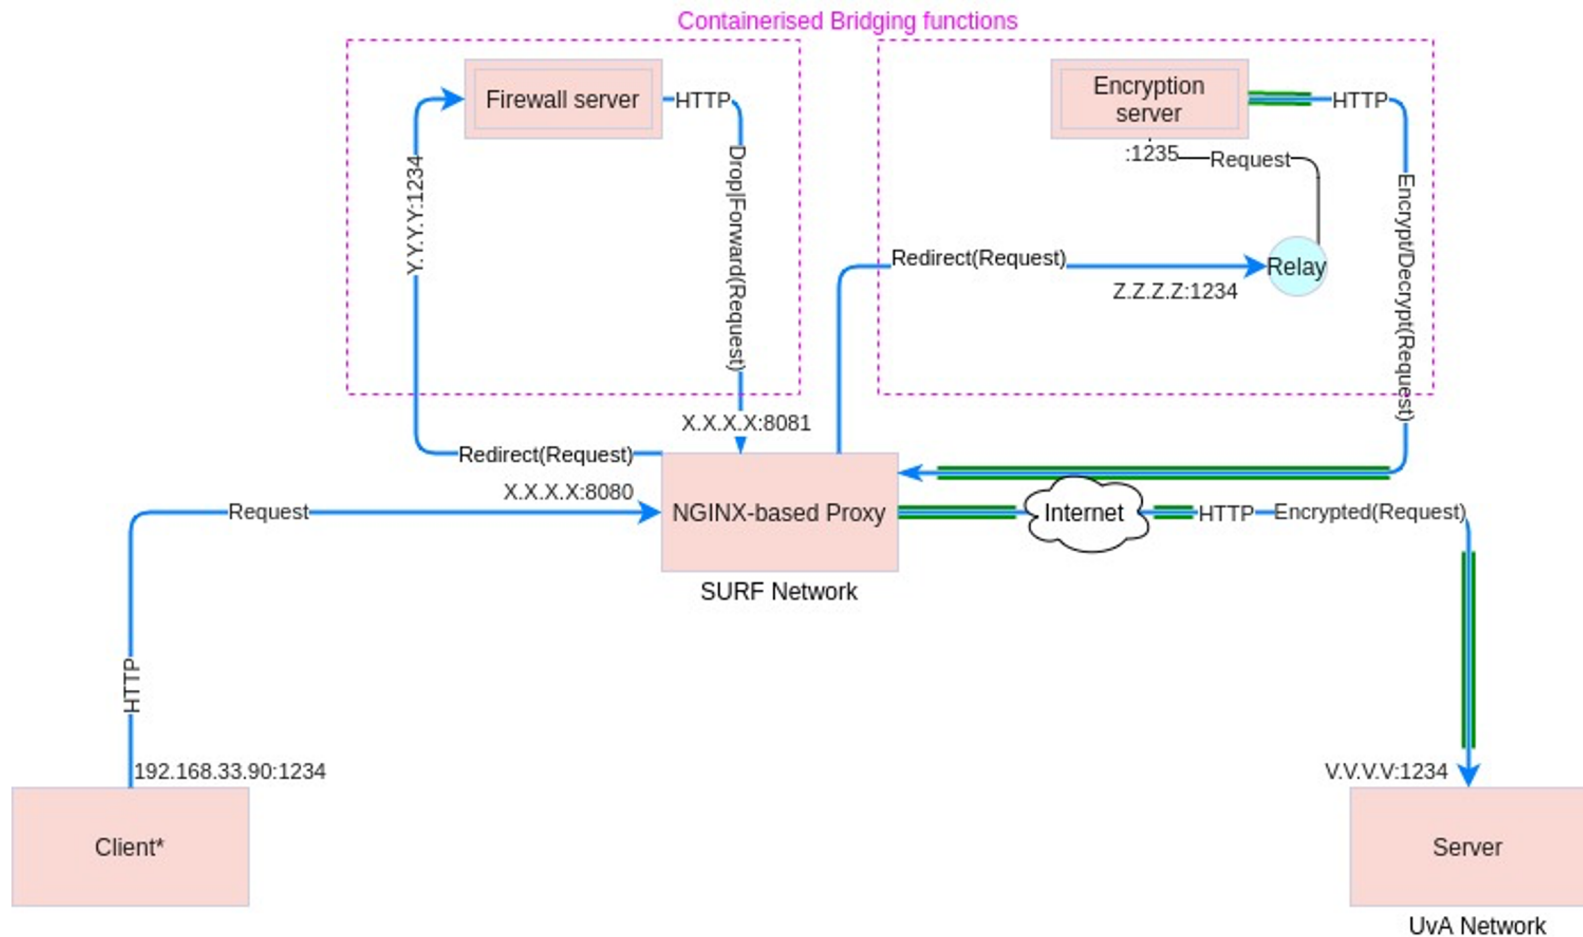 Containerised Bridging functions
Firewall server
HTTP
Y.Y.Y.Y:1234
Drop|Forward(Request)
Encryption
server
HTTP
:1235
Request
Encrypt/Decrypt(Request)
Redirect(Request)
Relay
Z.Z.Z.Z:1234
X.X.X.X:8081
Redirect(Request)
X.X.X.X:8080
Request
NGINX-based Proxy
Internet
HTTP
Encrypted(Request)
SURF Network
HTTP
192.168.33.90:1234
V.V.V.V:1234
Client*
Server
UvA Network